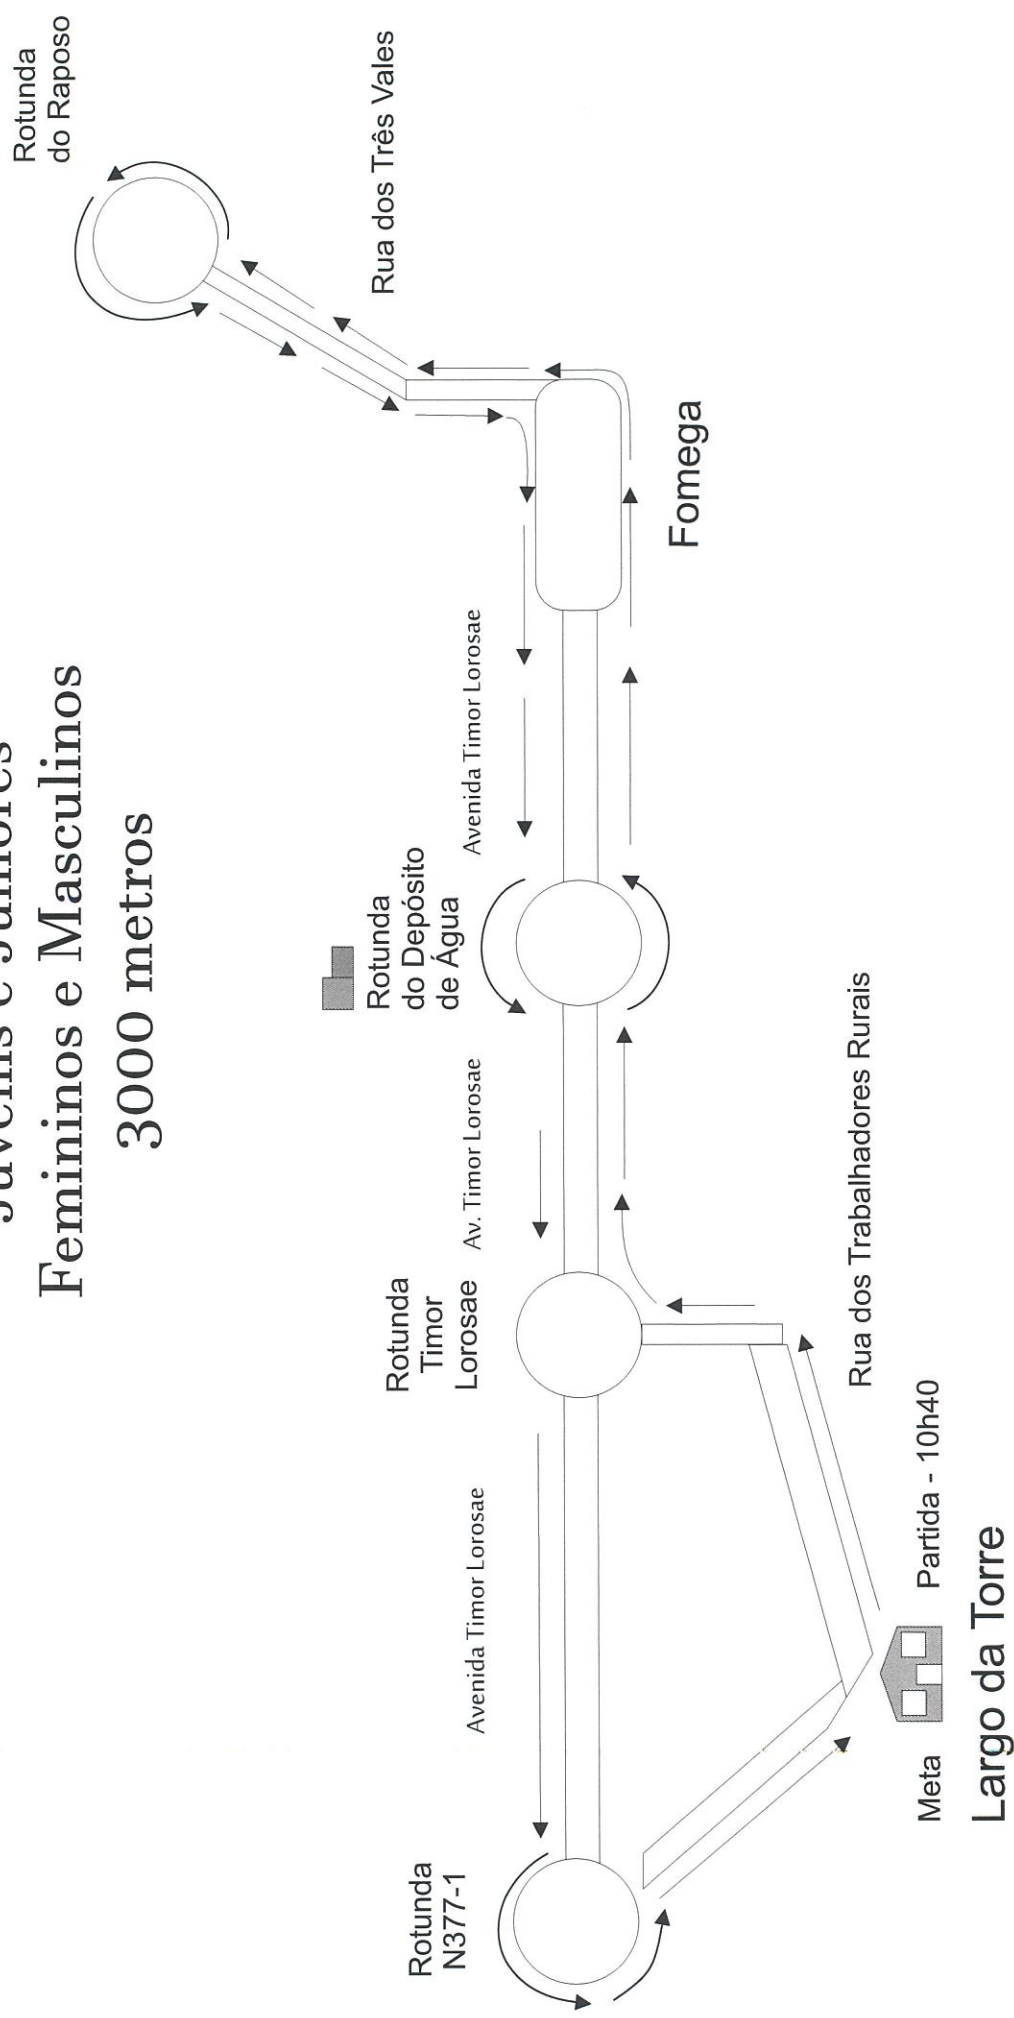 Juvenis e Juniores
Femininos e Masculinos
3000 metros
Rotunda
do Raposo
Rua dos Três Vales
Rotunda
do Depósito
de Água
Avenida Timor Lorosae
Fomega
Rotunda
Timor
Lorosae
Av. Timor Lorosae
Rotunda
N377-1
Avenida Timor Lorosae
Rua dos Trabalhadores Rurais
Meta
Partida - 10h40
Largo da Torre